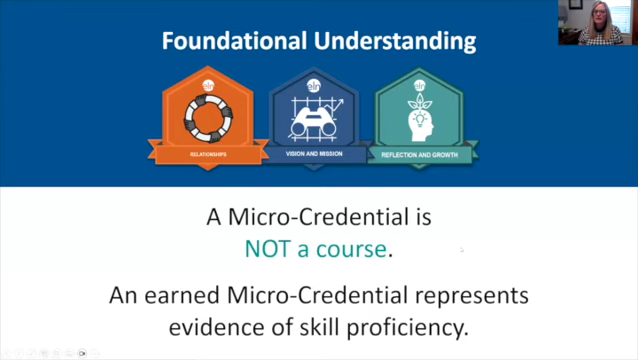 Foundational Understanding
eln
eln
eln
RELATIONSHIPS
VISION AND MISSION
REFLECTION AND GROWTH
A Micro-Credential is
NOT a course.
An earned Micro-Credential represents
evidence of skill proficiency.